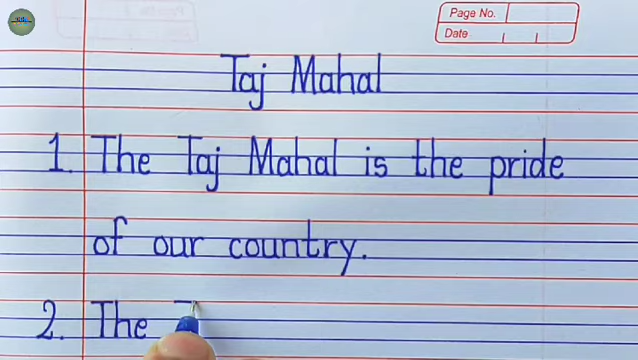 Page No.
Date
Taj Mahal
1. The Taj Mahal is the pride
of our country.
2. The T